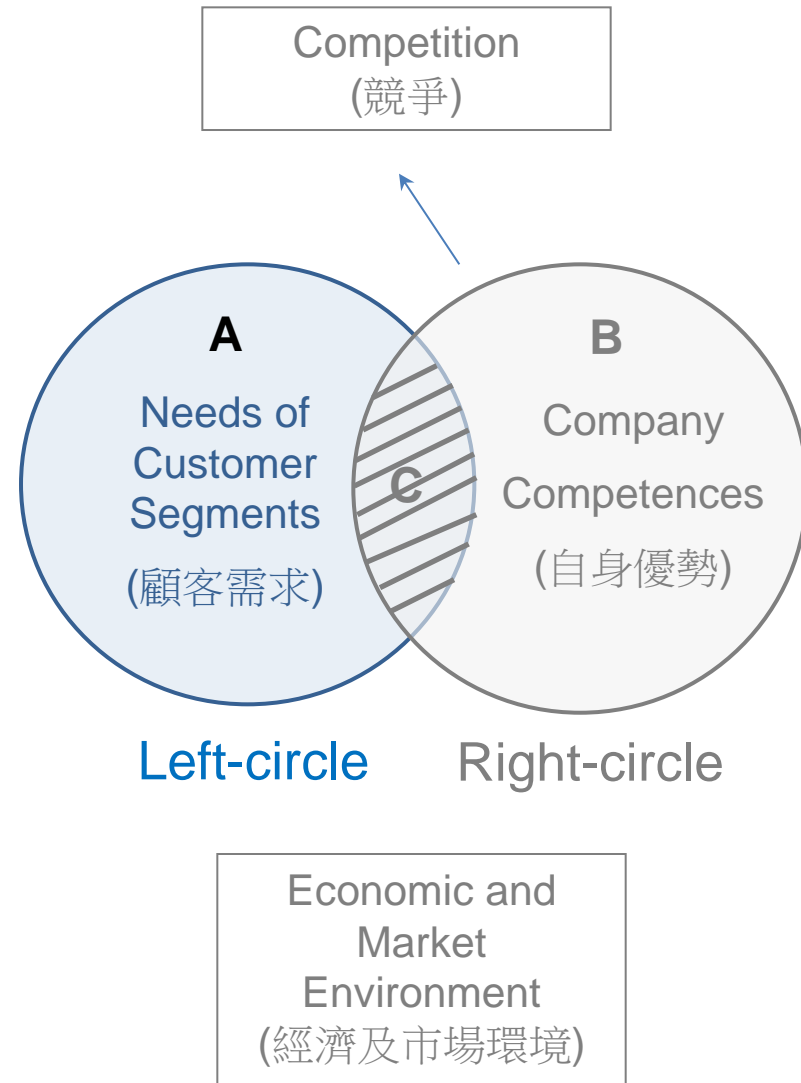 Competition
(競爭)
A
Needs of
Customer
Segments
(顧客需求)
C
B
Company
Competences
(自身優勢)
Left-circle
Right-circle
Economic and
Market
Environment
(經濟及市場環境)